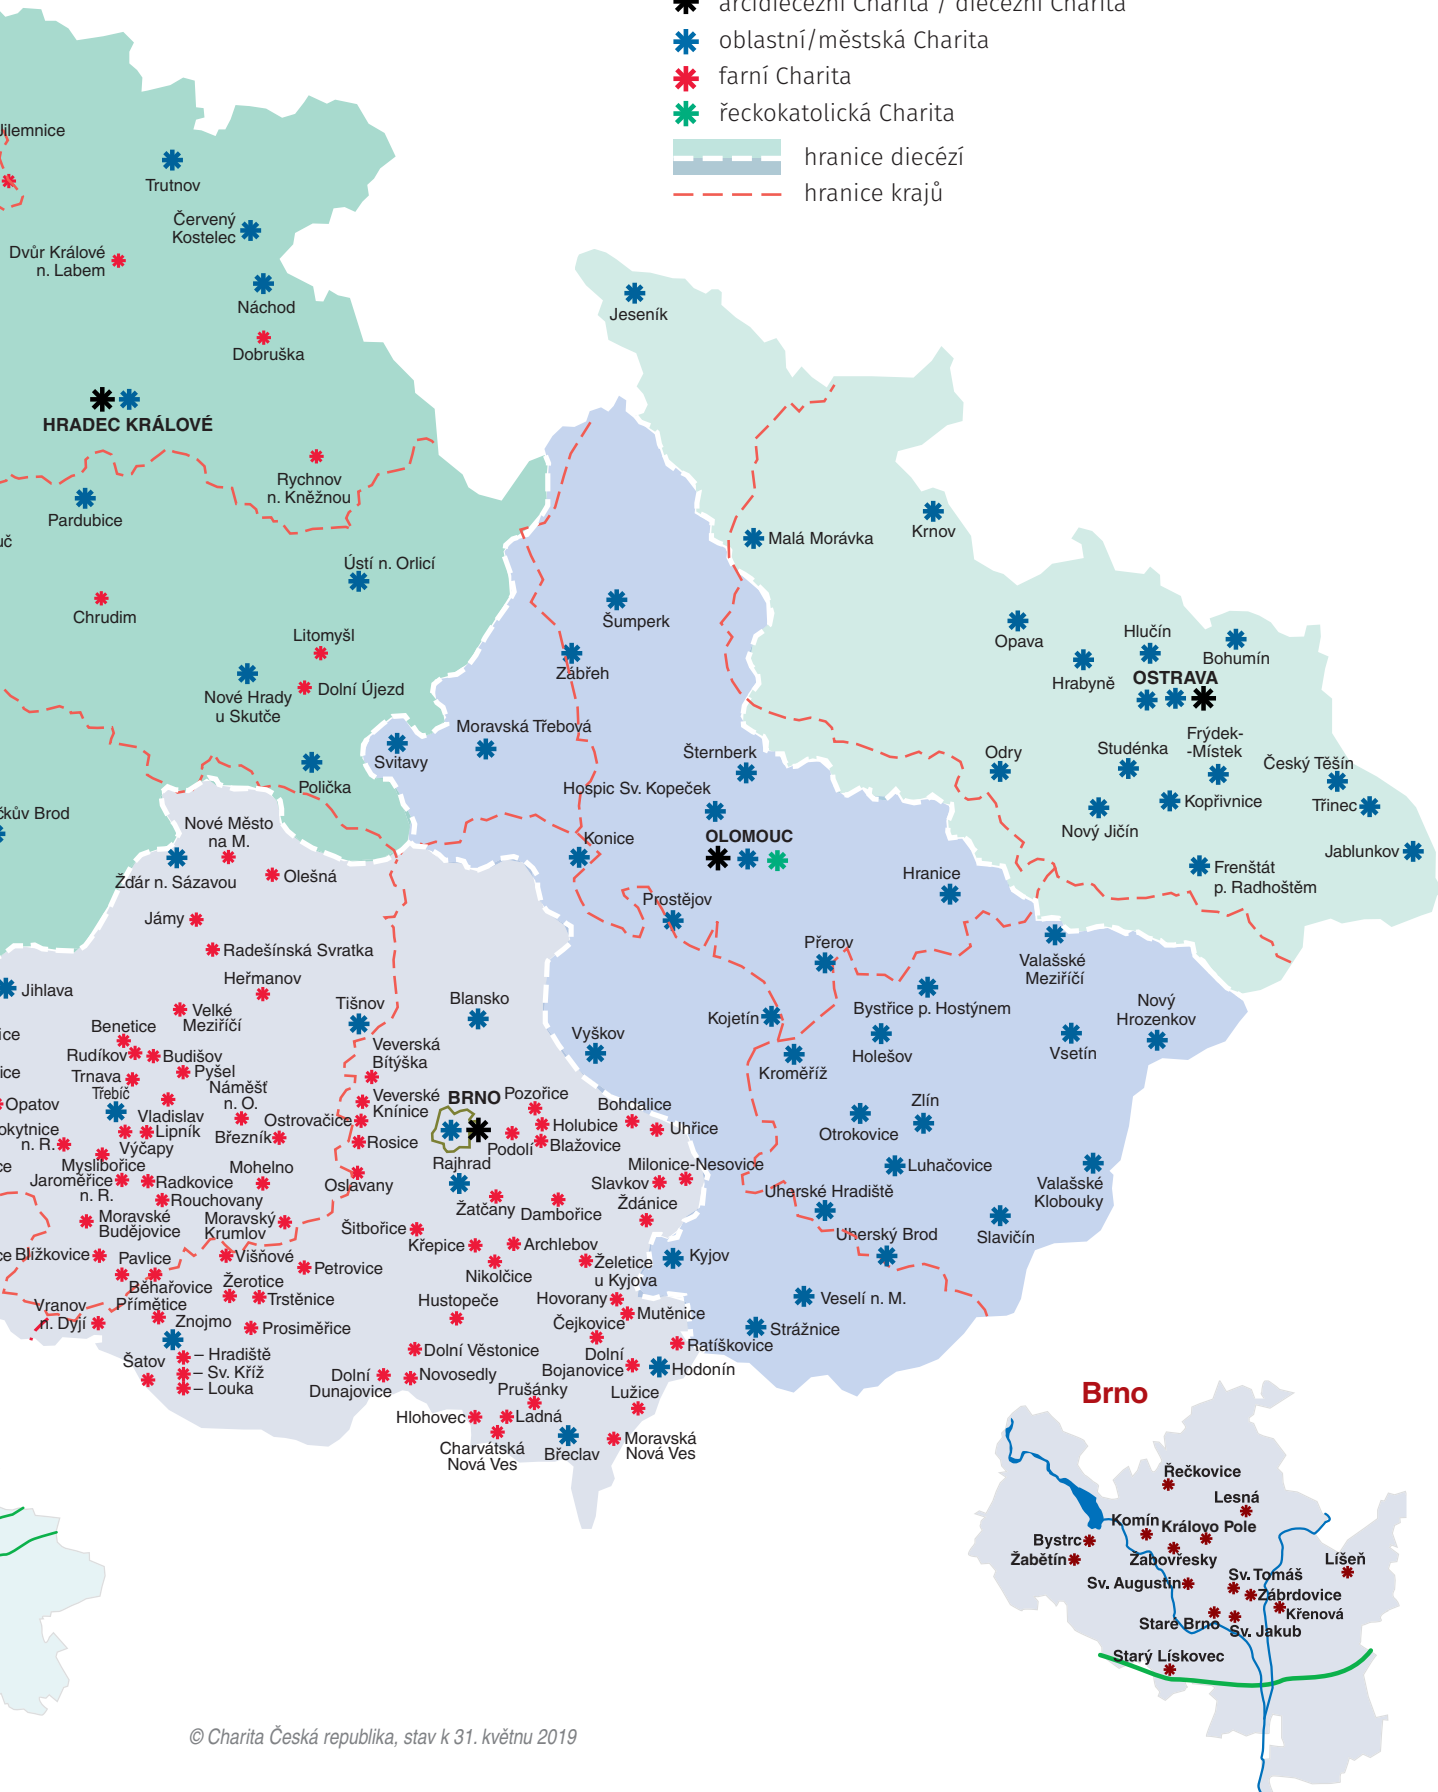 arcidiecézní Charita / diecézní Charita
oblastní/městská Charita
farní Charita
řeckokatolická Charita
hranice diecézí
hranice krajů
Jilemnice
Trutnov
Červený
Kostelec
Dvůr Králové
n. Labem
Náchod
Dobruška
HRADEC KRÁLOVÉ
Rychnov
n. Kněžnou
Pardubice
Ústí n. Orlicí
Chrudim
Litomyšl
Dolní Újezd
Nové Hrady
u Skutče
Svitavy
Polička
Moravská Třebová
Jeseník
Malá Morávka
Krnov
Šumperk
Zábřeh
Opava
Hlučín
Bohumín
Hrabyně
OSTRAVA
Šternberk
Hospic Sv. Kopeček
Odry
Studénka
Frýdek-
-Místek
Český Těšín
Kopřivnice
Třinec
Nový Jičín
Jablunkov
Frenštát
p. Radhoštěm
OLOMOUC
Konice
Hranice
Prostějov
Přerov
Valašské
Meziříčí
Bystřice p. Hostýnem
Nový
Hrozenkov
Kojetín
Holešov
Vsetín
Kroměříž
Vyškov
Zlín
Otrokovice
Luhačovice
Valašské
Klobouky
Uherské Hradiště
Slavičín
Uherský Brod
Kyjov
Veselí n. M.
Strážnice
čkův Brod
Nové Město
na M.
Žďár n. Sázavou
Olešná
Jámy
Radešínská Svratka
Heřmanov
Jihlava
Velké
Meziříčí
Tišnov
Blansko
Benetice
Rudíkov
Budišov
Veverská
Bítýška
Trnava
Pyšel
Třebíč
Náměšť
n. O.
Opatov
Vladislav
Ostrovačice
Veverské
Knínice
BRNO
Pozořice
Bohdalice
okytnice
n. R.
Lipník
Březník
Rosice
Holubice
Uhřice
Výčapy
Podolí
Blažovice
Myslibořice
Mohelno
Rajhrad
Milonice-Nesovice
Jaroměřice
n. R.
Radkovice
Oslavany
Slavkov
Rouchovany
Žatčany
Dambořice
Ždánice
Moravské
Budějovice
Moravský
Krumlov
Šitbořice
Křepice
Archlebov
Blížkovice
Pavlice
Višňové
Petrovice
Nikolčice
Želetice
u Kyjova
Běhařovice
Žerotice
Trstěnice
Hustopeče
Hovorany
Mutěnice
Vranov
n. Dyjí
Přímětice
Znojmo
Prosiměřice
Čejkovice
Ratíškovice
Šatov
– Hradiště
– Sv. Kříž
– Louka
Dolní Věstonice
Dolní
Bojanovice
Hodonín
Dolní
Dunajovice
Novosedly
Prušánky
Lužice
Hlohovec
Ladná
Charvátská
Nová Ves
Břeclav
Moravská
Nová Ves
Brno
Řečkovice
Lesná
Komín
Královo Pole
Bystrc
Žabětín
Žabovřesky
Líšeň
Sv. Augustin
Sv. Tomáš
Zábrdovice
Křenová
Staré Brno
Sv. Jakub
Starý Lískovec
© Charita Česká republika, stav k 31. květnu 2019